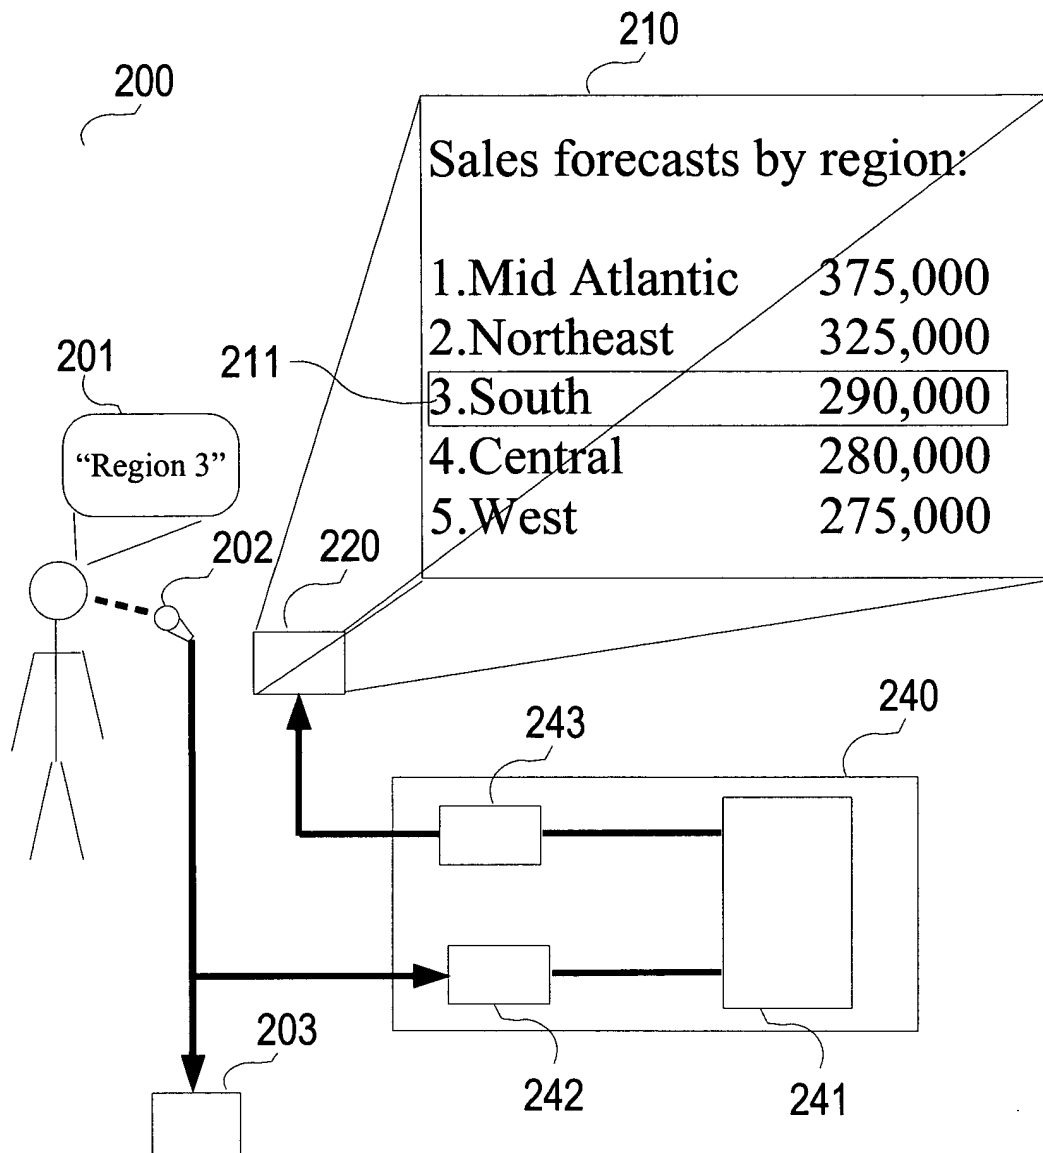 210
200
Sales forecasts by region:
1.Mid Atlantic 375,000
2.Northeast 325,000
211
3.South 290,000
4.Central 280,000
5.West 275,000
201
“Region 3”
202
220
243
240
203
242
241